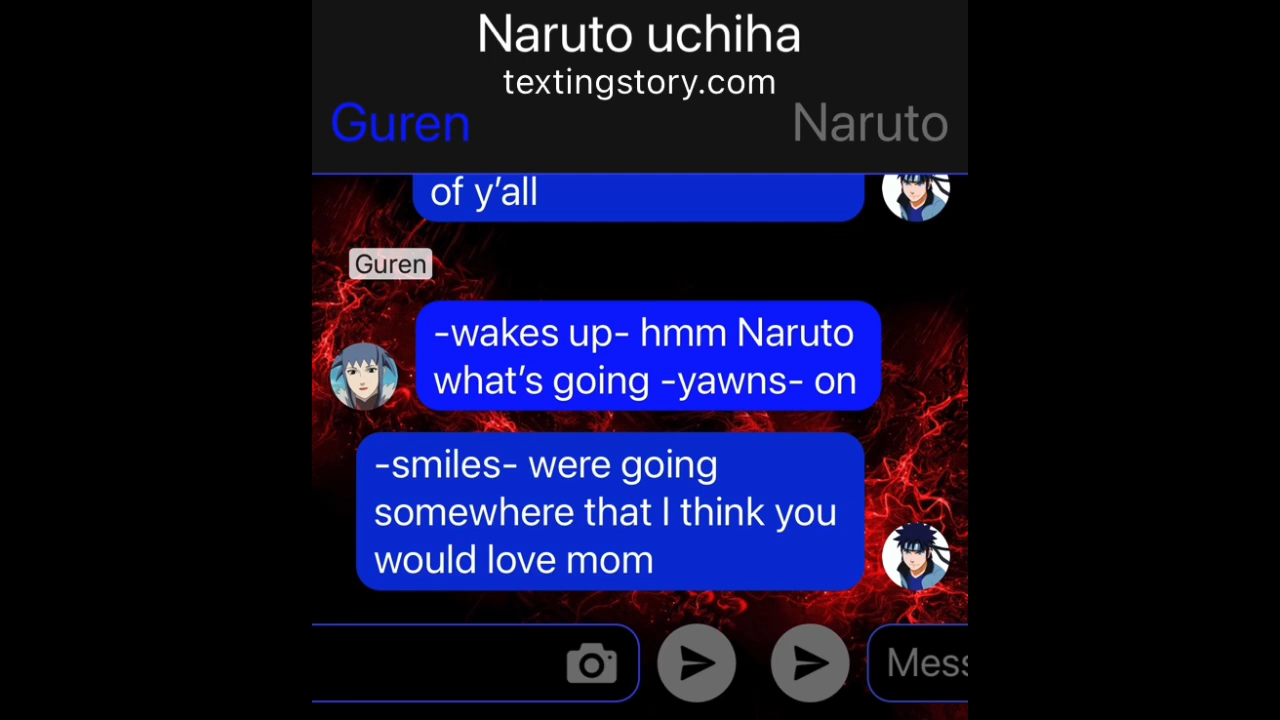 Naruto uchiha
textingstory.com
Guren
Naruto
of y’all
Guren
-wakes up- hmm Naruto
what’s going -yawns- on
-smiles- were going
somewhere that I think you
would love mom
Mess